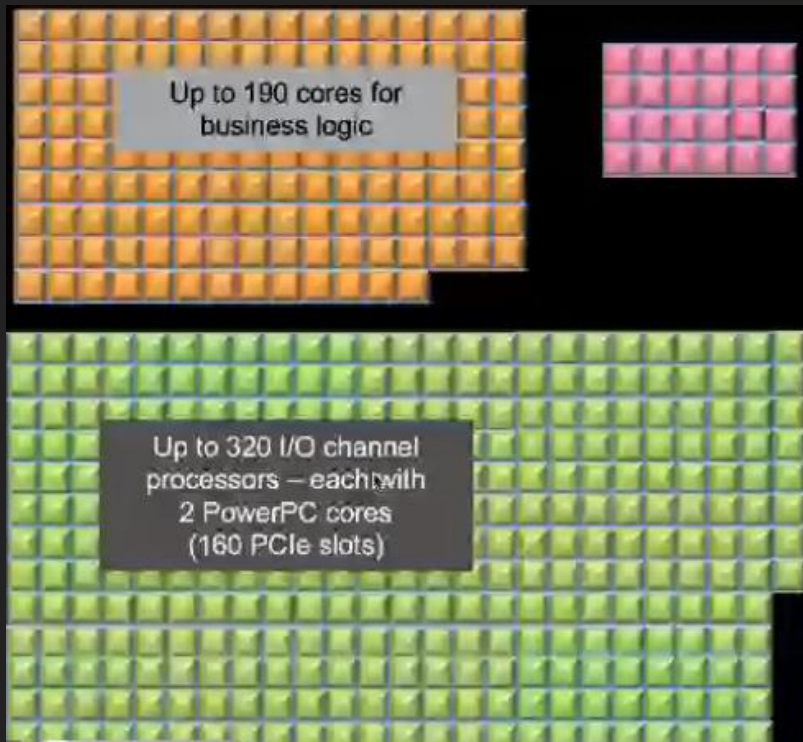 Up to 190 cores for
business logic
Up to 320 I/O channel
processors – each with
2 PowerPC cores
(160 PCIe slots)